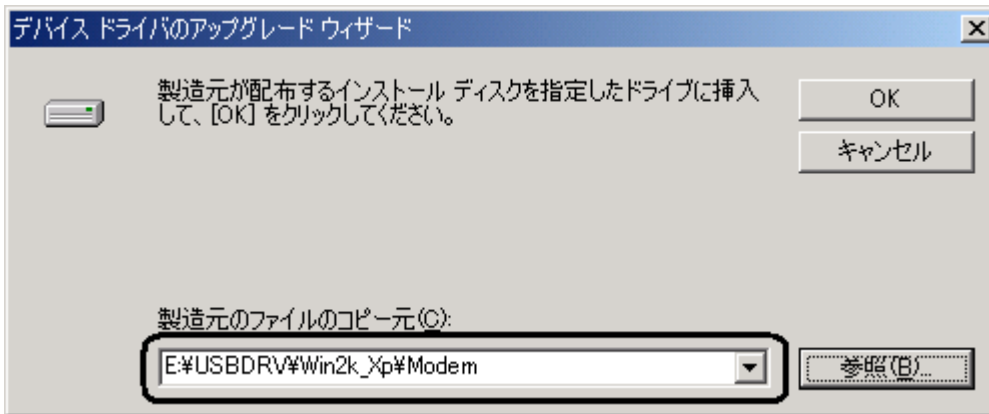 デバイス ドライバのアップグレード ウィザード
製造元が配布するインストール ディスクを指定したドライブに挿入
して、[OK] をクリックしてください。
OK
キャンセル
製造元のファイルのコピー元(C):
E:¥USBDRV¥Win2k_Xp¥Modem
参照(B)...